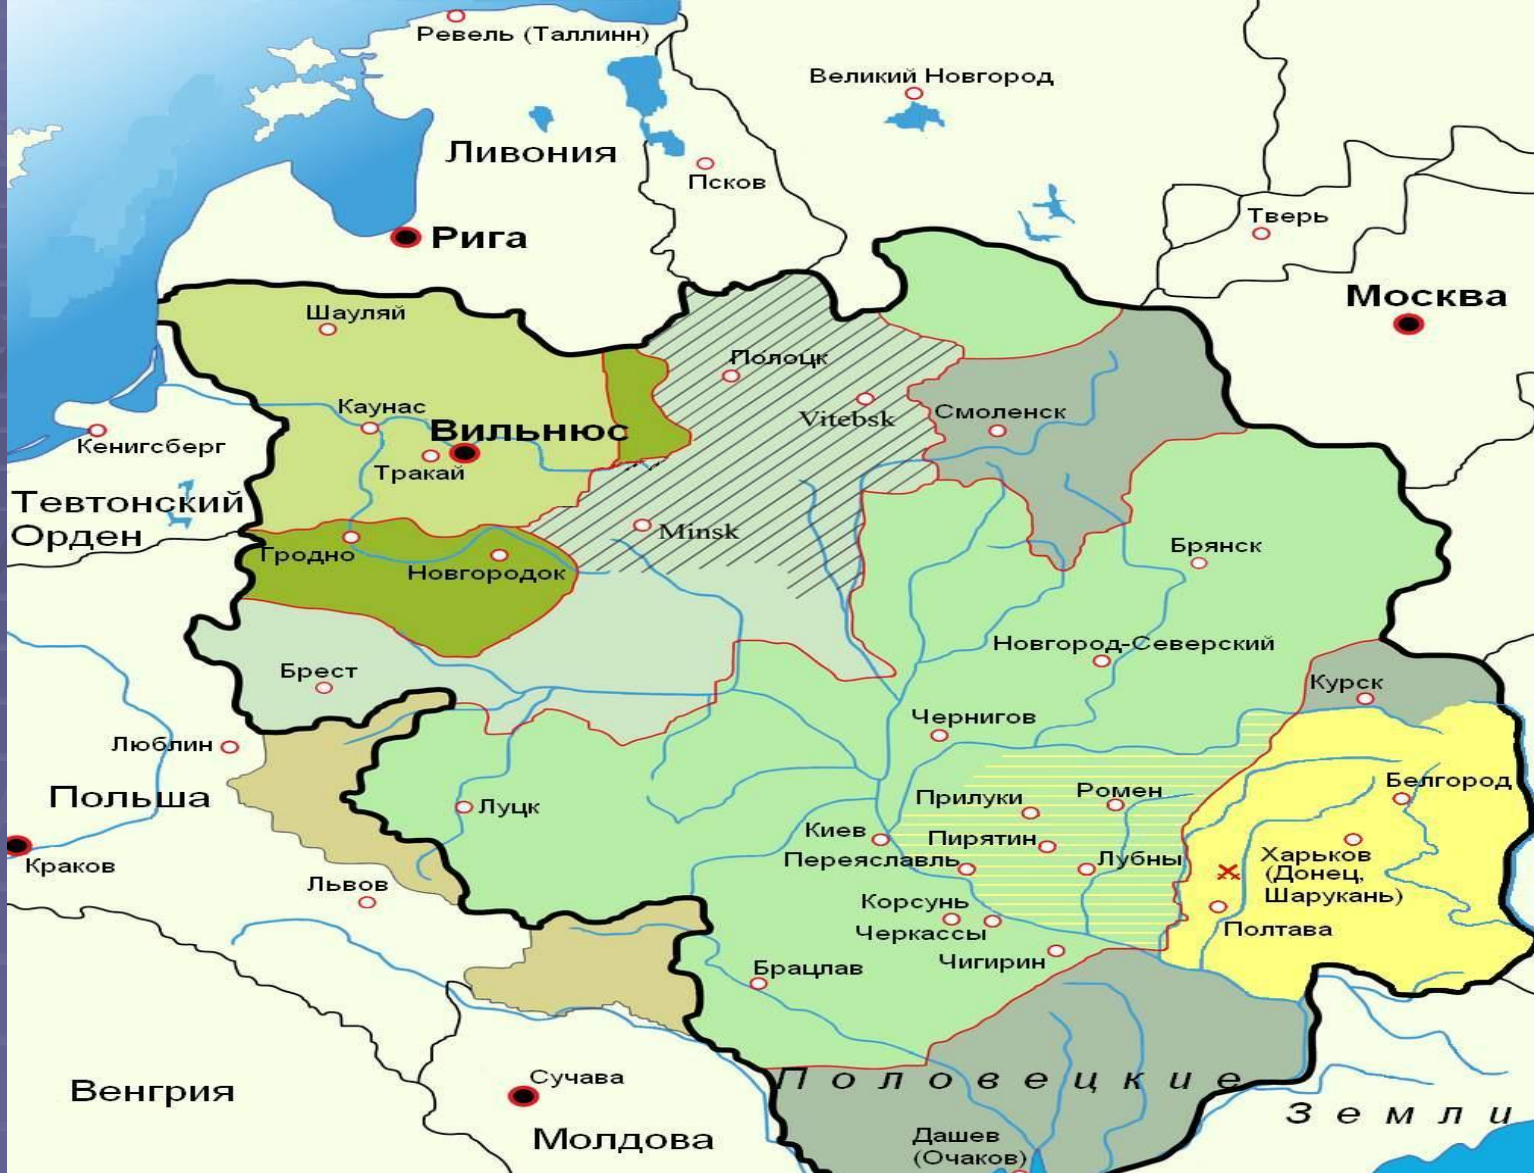 Ревель (Таллинн)
Великий Новгород
Ливония
Псков
Тверь
Рига
Москва
Шауляй
Полоцк
Каунас
Vitebsk
Смоленск
Вильнюс
Кенигсберг
Тракай
Тевтонский
Орден
Minsk
Гродно
Новгородок
Брянск
Новгород-Северский
Брест
Курск
Чернигов
Люблин
Польша
Луцк
Прилуки
Ромен
Белгород
Киев
Пирятин
Переяславль
Лубны
Харьков
(Донец,
Шарукань)
Краков
Львов
Корсунь
Черкассы
Полтава
Чигирин
Брацлав
Венгрия
Сучава
Половецкие
Земли
Молдова
Дашев
(Очаков)